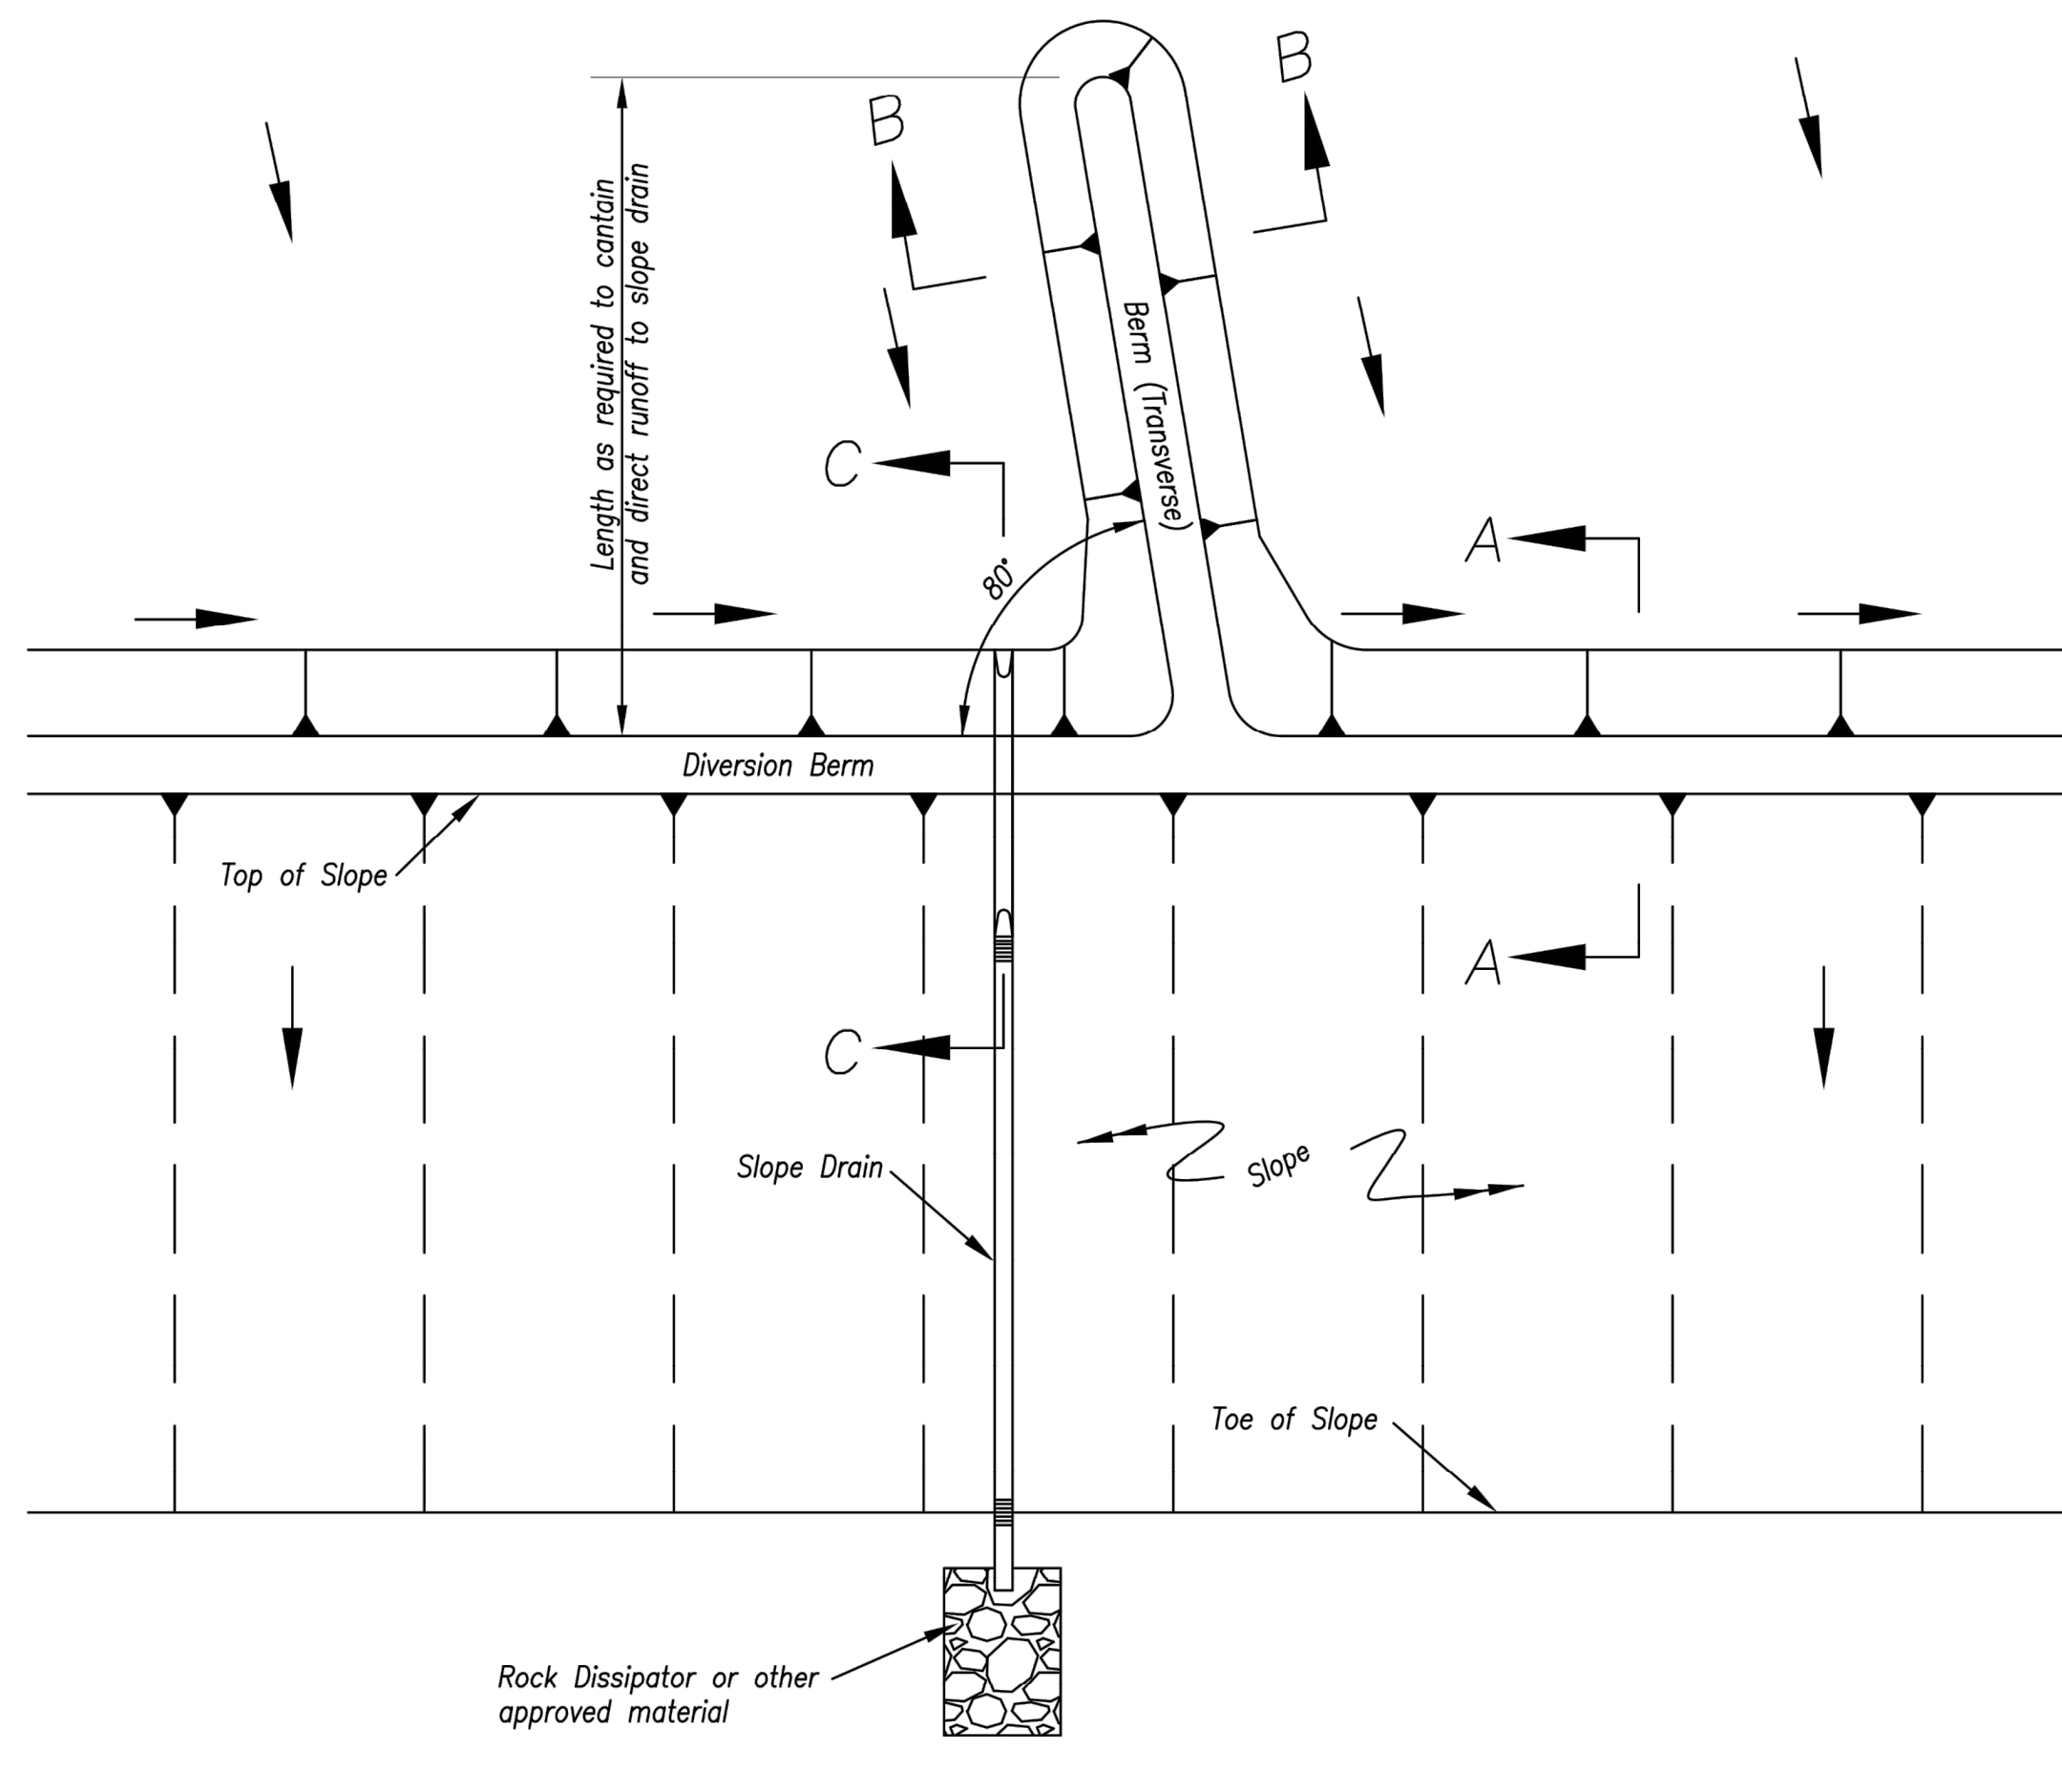 B
B
Length as required to cantain
and direct runoff to slope drain
Berm (Transverse)
C
A
80°
Diversion Berm
Top of Slope
A
C
Slope Drain
Slope
Toe of Slope
Rock Dissipator or other
approved material